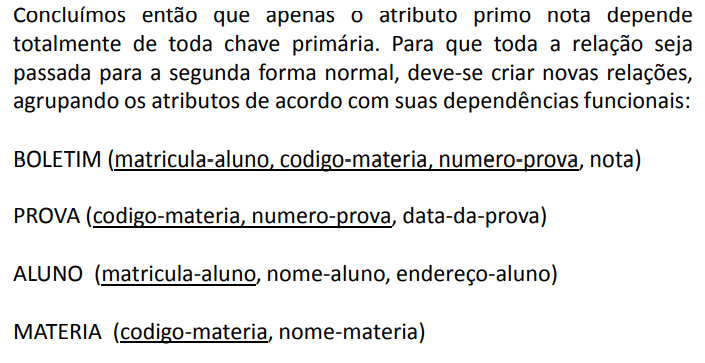 Concluímos então que apenas o atributo primo nota depende
totalmente de toda chave primária. Para que toda a relação seja
passada para a segunda forma normal, deve-se criar novas relações,
agrupando os atributos de acordo com suas dependências funcionais:
BOLETIM (matricula-aluno, codigo-materia, numero-prova, nota)
PROVA (codigo-materia, numero-prova, data-da-prova)
ALUNO (matricula-aluno, nome-aluno, endereço-aluno)
MATERIA (codigo-materia, nome-materia)